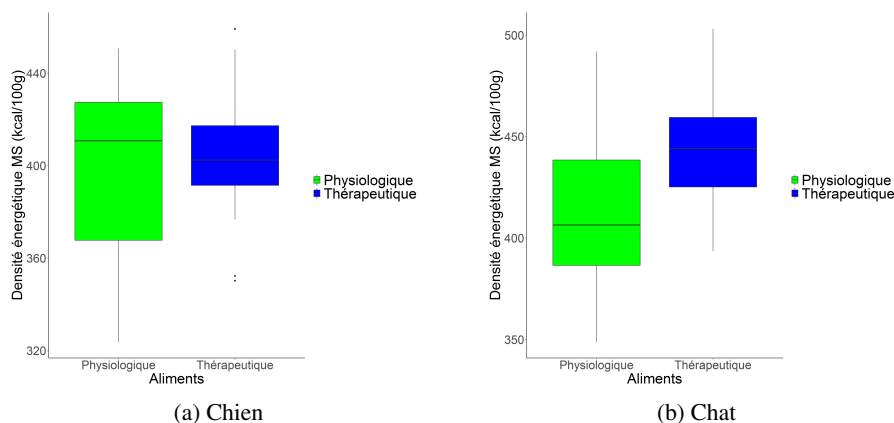 Densité énergétique MS (kcal/100g)
440
400
360
320
Physiologique
Thérapeutique
Physiologique Thérapeutique
Aliments
(a) Chien
Densité énergétique MS (kcal/100g)
500
450
400
350
Physiologique
Thérapeutique
Physiologique Thérapeutique
Aliments
(b) Chat